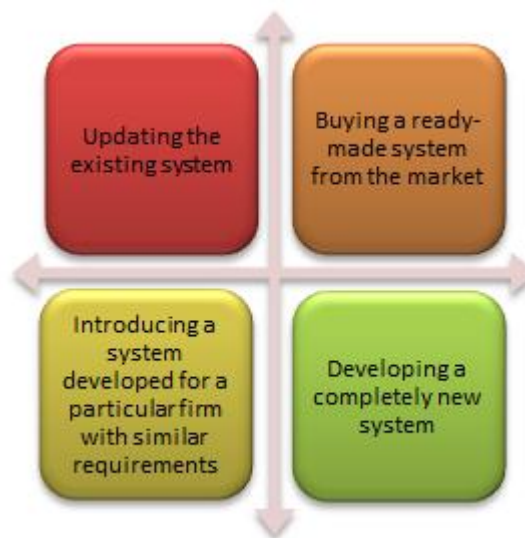 Updating the
existing system
Buying a ready-
made system
from the market
Introducing a
system
developed for a
particular firm
with similar
requirements
Developing a
completely new
system